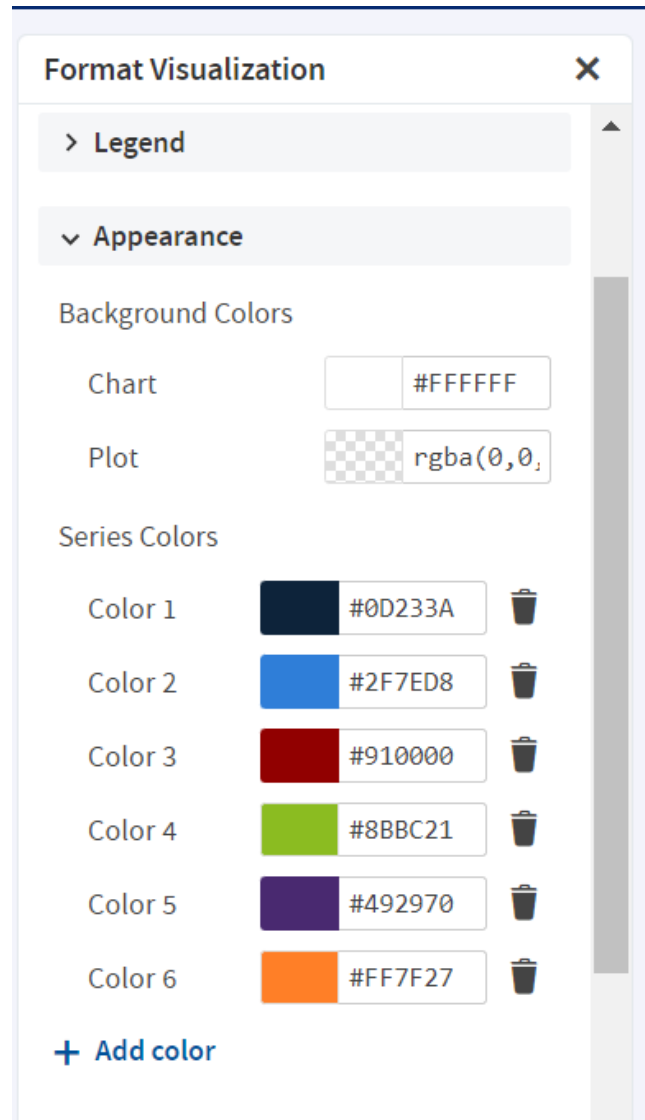 Format Visualization
Legend
Appearance
Background Colors
Chart #FFFFFF
Plot rgba(0,0,
Series Colors
Color 1 #0D233A
Color 2 #2F7ED8
Color 3 #910000
Color 4 #8BBC21
Color 5 #492970
Color 6 #FF7F27
+ Add color